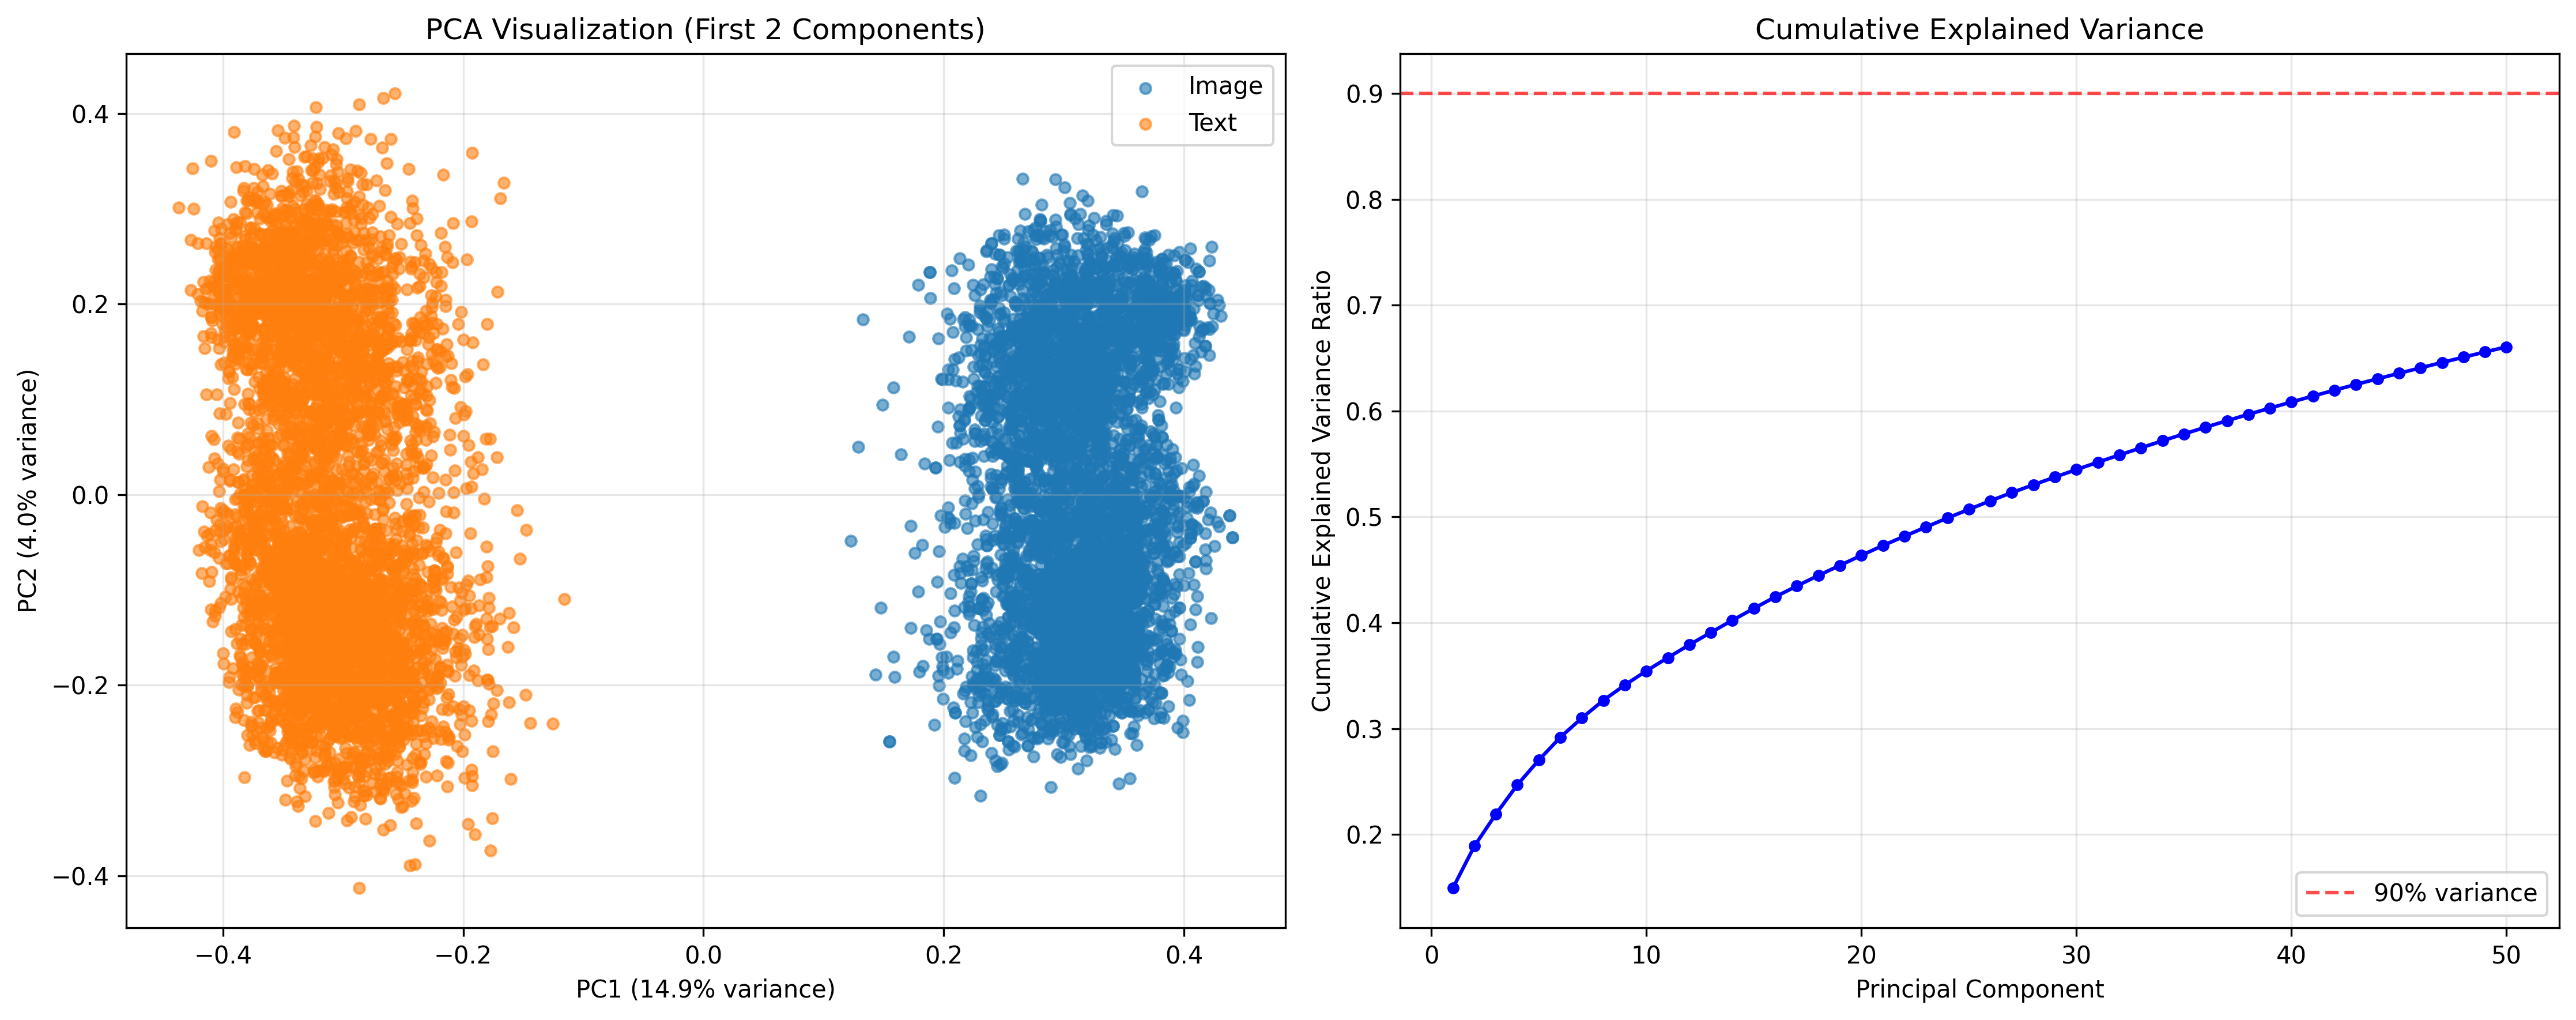 PCA Visualization (First 2 Components)
Image
Text
0.4
0.2
0.0
−0.2
−0.4
PC2 (4.0% variance)
−0.4
−0.2
0.0
0.2
0.4
PC1 (14.9% variance)
Cumulative Explained Variance
0.9
0.8
0.7
0.6
0.5
0.4
0.3
0.2
Cumulative Explained Variance Ratio
90% variance
0
10
20
30
40
50
Principal Component